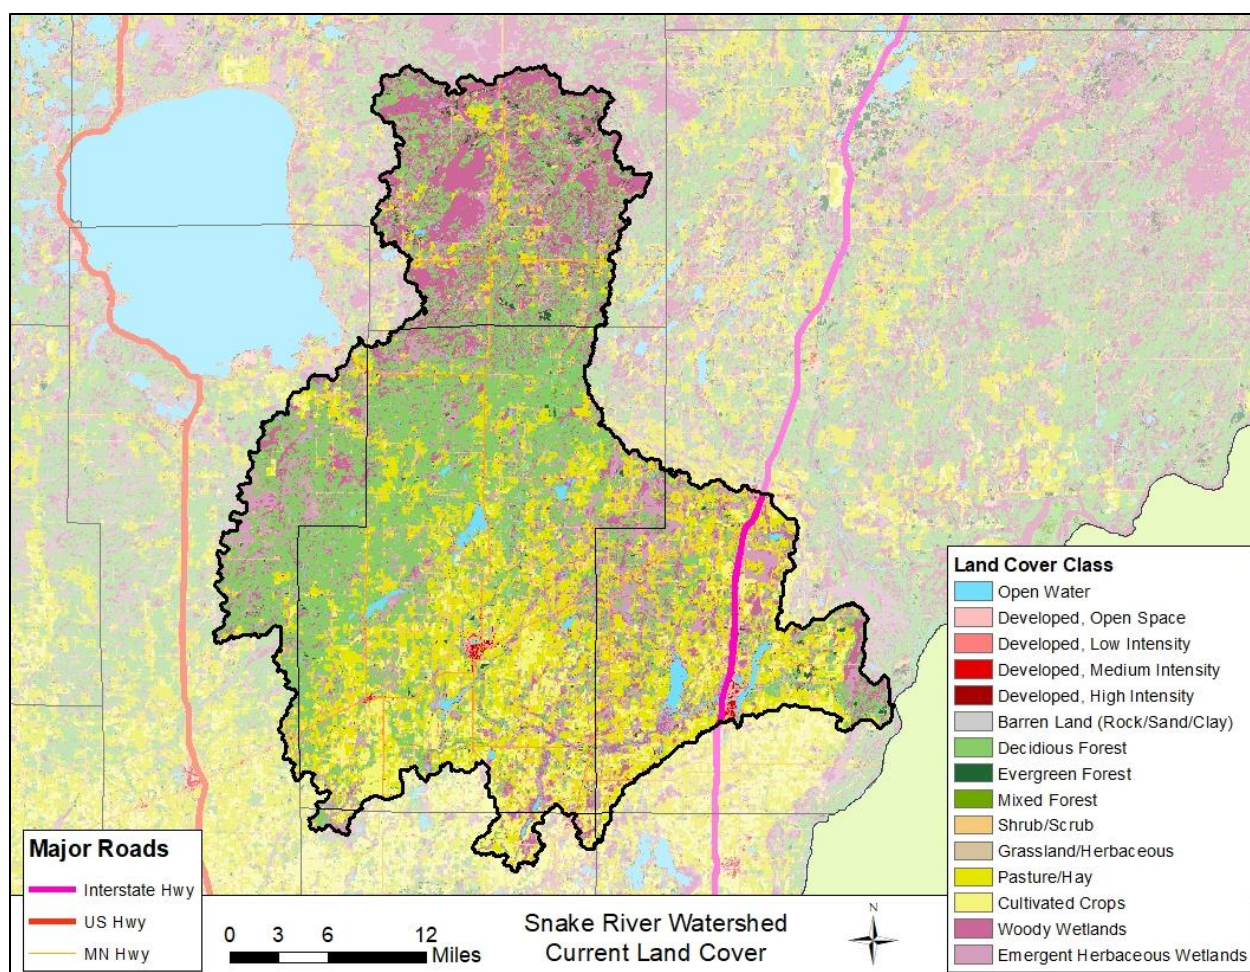 Land Cover Class
Open Water
Developed, Open Space
Developed, Low Intensity
Developed, Medium Intensity
Developed, High Intensity
Barren Land (Rock/Sand/Clay)
Decidious Forest
Evergreen Forest
Mixed Forest
Shrub/Scrub
Grassland/Herbaceous
Pasture/Hay
Cultivated Crops
Woody Wetlands
Emergent Herbaceous Wetlands
Major Roads
Interstate Hwy
US Hwy
MN Hwy
0 3 6 12
Miles
Snake River Watershed
Current Land Cover
N